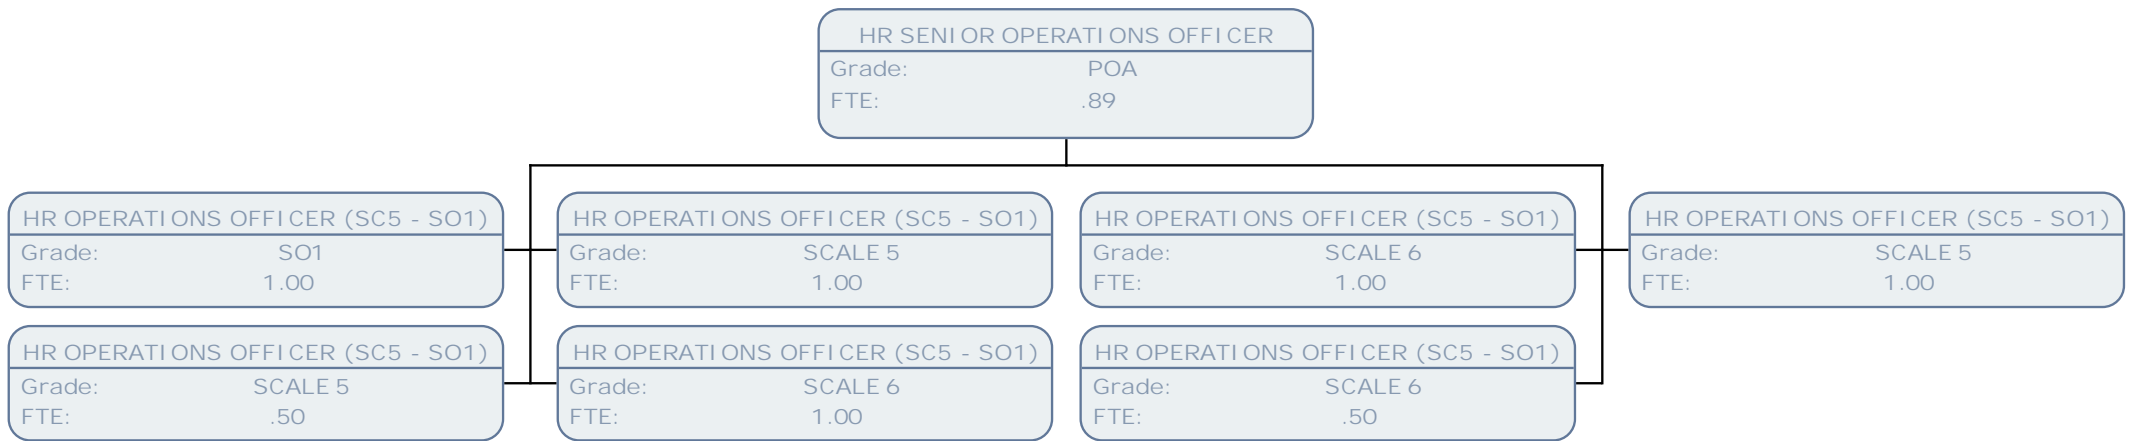 HR SENIOR OPERATIONS OFFICER
Grade: POA
FTE: .89
HR OPERATIONS OFFICER (SC5 - SO1)
Grade: SO1
FTE: 1.00
HR OPERATIONS OFFICER (SC5 - SO1)
Grade: SCALE 5
FTE: 1.00
HR OPERATIONS OFFICER (SC5 - SO1)
Grade: SCALE 6
FTE: 1.00
HR OPERATIONS OFFICER (SC5 - SO1)
Grade: SCALE 5
FTE: 1.00
HR OPERATIONS OFFICER (SC5 - SO1)
Grade: SCALE 5
FTE: .50
HR OPERATIONS OFFICER (SC5 - SO1)
Grade: SCALE 6
FTE: 1.00
HR OPERATIONS OFFICER (SC5 - SO1)
Grade: SCALE 6
FTE: .50